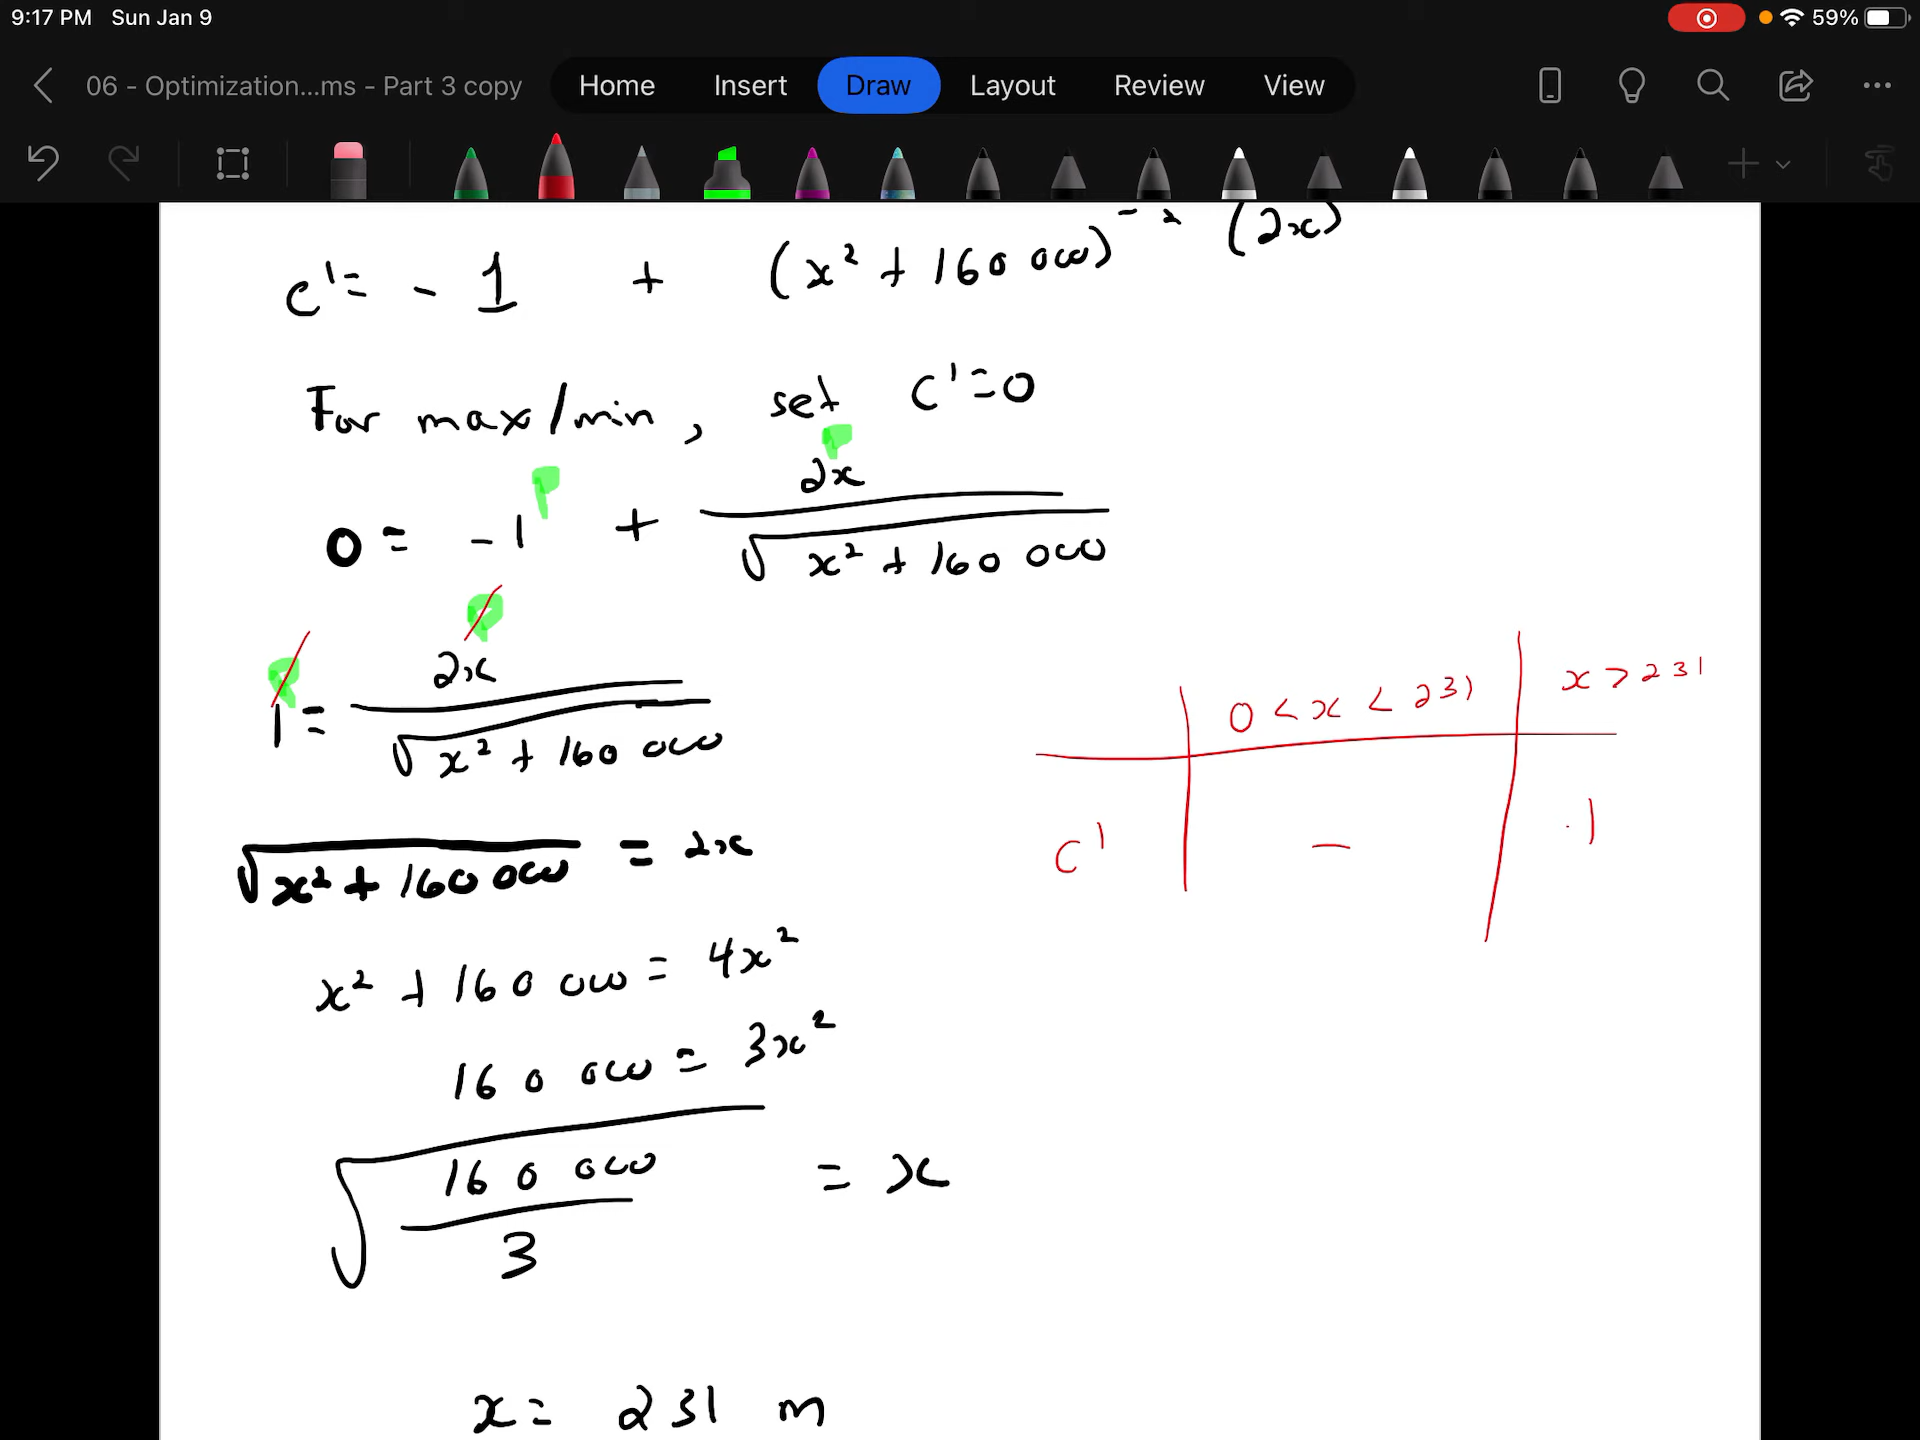 9:17 PM Sun Jan 9 59%
06 - Optimization...ms - Part 3 copy Home Insert Draw Layout Review View
c' = - 1 + (x² + 160 000)^- 2 (2x)
For max/min, set C' = 0
0 = -1 + 2x / √(x² + 160 000)
1 = 2x / √(x² + 160 000)
√(x² + 160 000) = 2x
x² + 160 000 = 4x²
160 000 = 3x²
√(160 000 / 3) = x
x = 231 m
0 < x < 231 x > 231
C' -